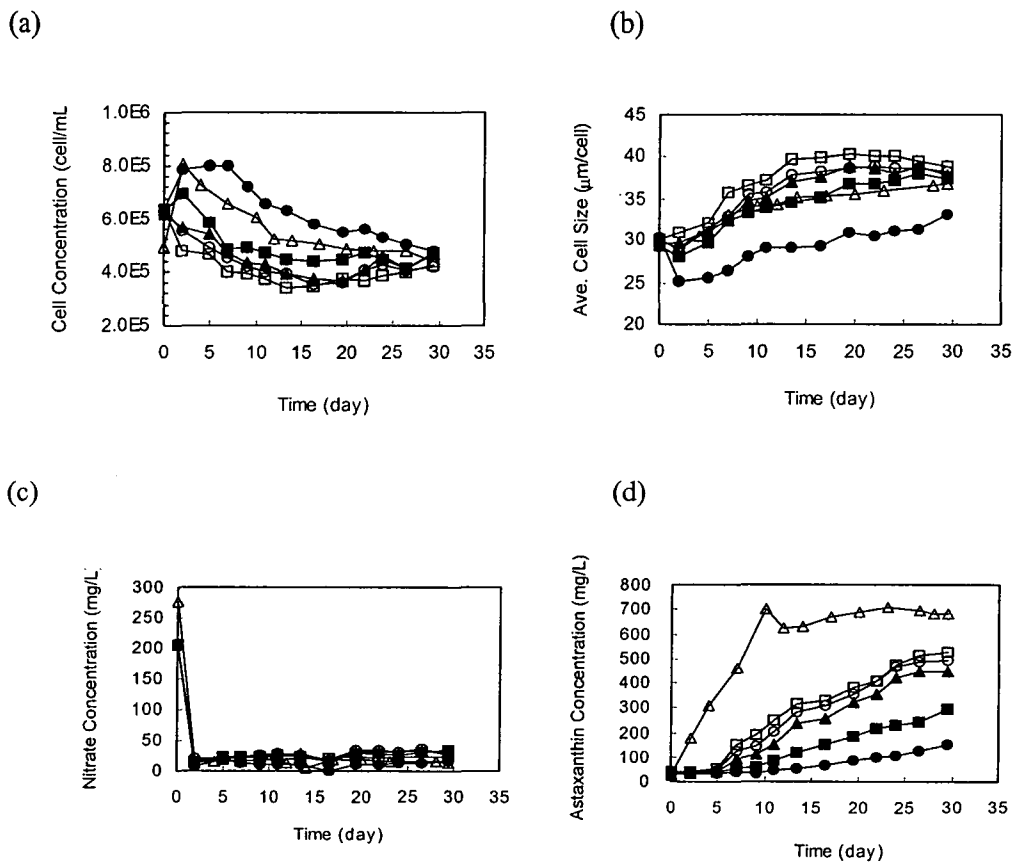 (a)
(b)
Cell Concentration (cell/mL
1.0E6
8.0E5
6.0E5
4.0E5
2.0E5
0 5 10 15 20 25 30 35
Time (day)
Ave. Cell Size (μm/cell)
45
40
35
30
25
20
0 5 10 15 20 25 30 35
Time (day)
(c)
(d)
Nitrate Concentration (mg/L)
300
250
200
150
100
50
0
0 5 10 15 20 25 30 35
Time (day)
Astaxanthin Concentration (mg/L)
800
700
600
500
400
300
200
100
0
0 5 10 15 20 25 30 35
Time (day)